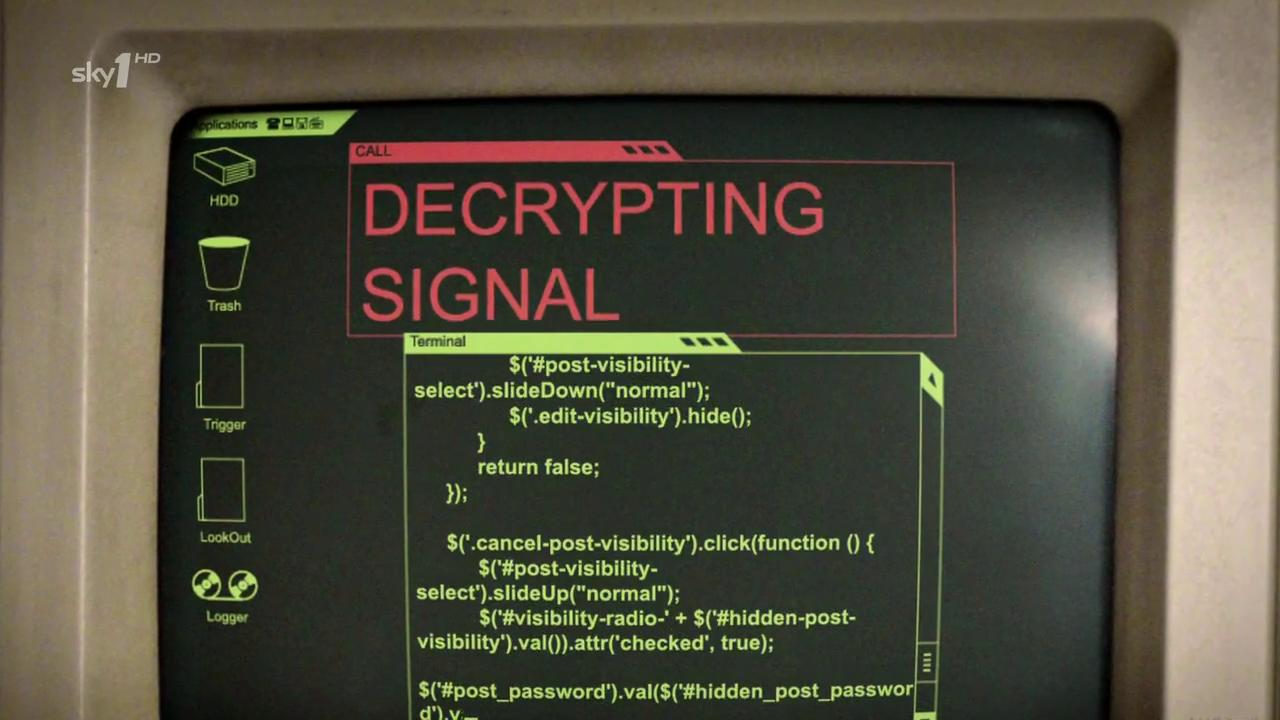 sky1 HD
Applications
CALL
HDD
DECRYPTING
SIGNAL
Trash
Terminal
$('#post-visibility-
select').slideDown("normal");
$('.edit-visibility').hide();
}
return false;
});
$('.cancel-post-visibility').click(function () {
$('#post-visibility-
select').slideUp("normal");
$('#visibility-radio-' + $('#hidden-post-
visibility').val()).attr('checked', true);
$('#post_password').val($('#hidden_post_passwor
d').v_
Trigger
LookOut
Logger